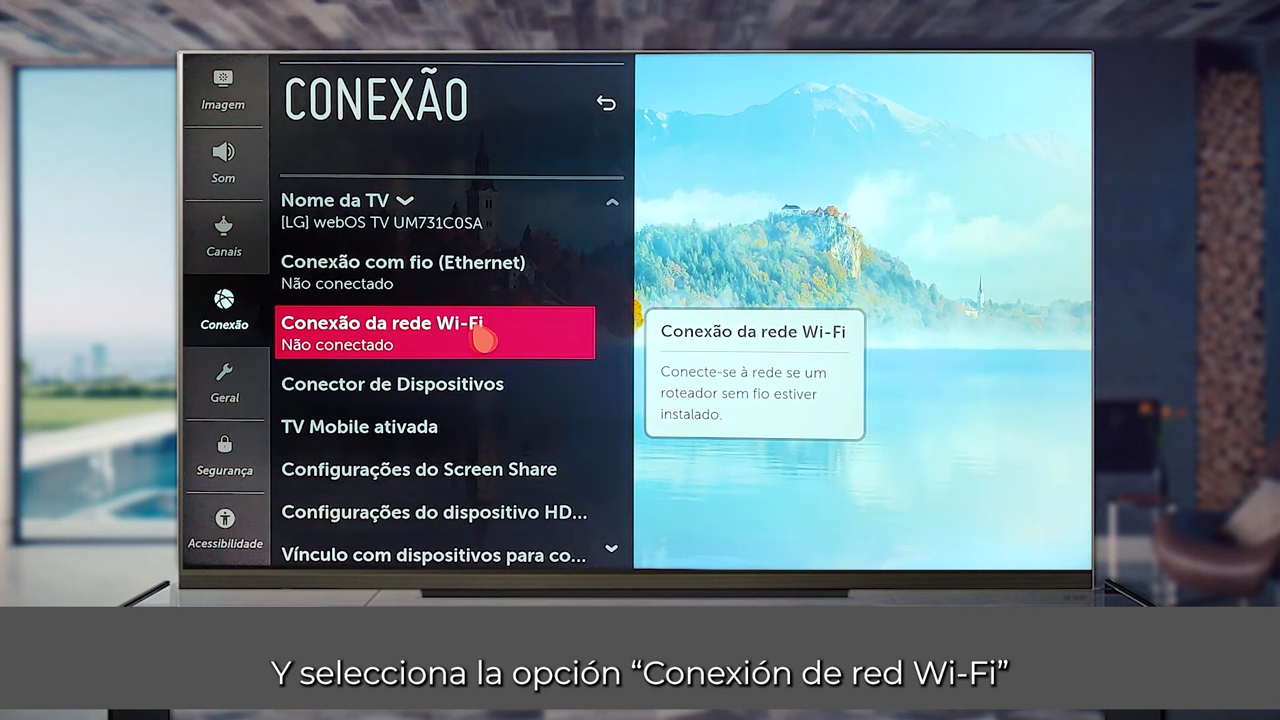 Imagem
Som
Canais
Conexão
Geral
Segurança
Acessibilidade
CONEXÃO
Nome da TV
[LG] webOS TV UM731C0SA
Conexão com fio (Ethernet)
Não conectado
Conexão da rede Wi-Fi
Não conectado
Conector de Dispositivos
TV Mobile ativada
Configurações do Screen Share
Configurações do dispositivo HD...
Vínculo com dispositivos para co...
Conexão da rede Wi-Fi
Conecte-se à rede se um
roteador sem fio estiver
instalado.
Y selecciona la opción “Conexión de red Wi-Fi”